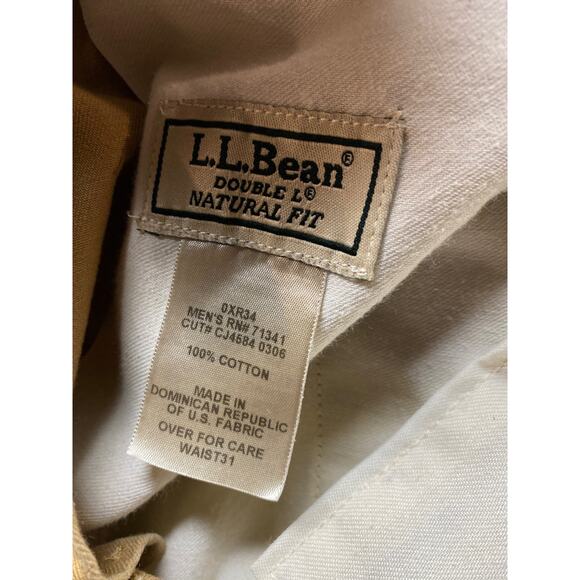 L.L.Bean®
DOUBLE L®
NATURAL FIT
0XR34
MEN'S RN# 71341
CUT# CJ4584 0306
100% COTTON
MADE IN
DOMINICAN REPUBLIC
OF U.S. FABRIC
OVER FOR CARE
WAIST31